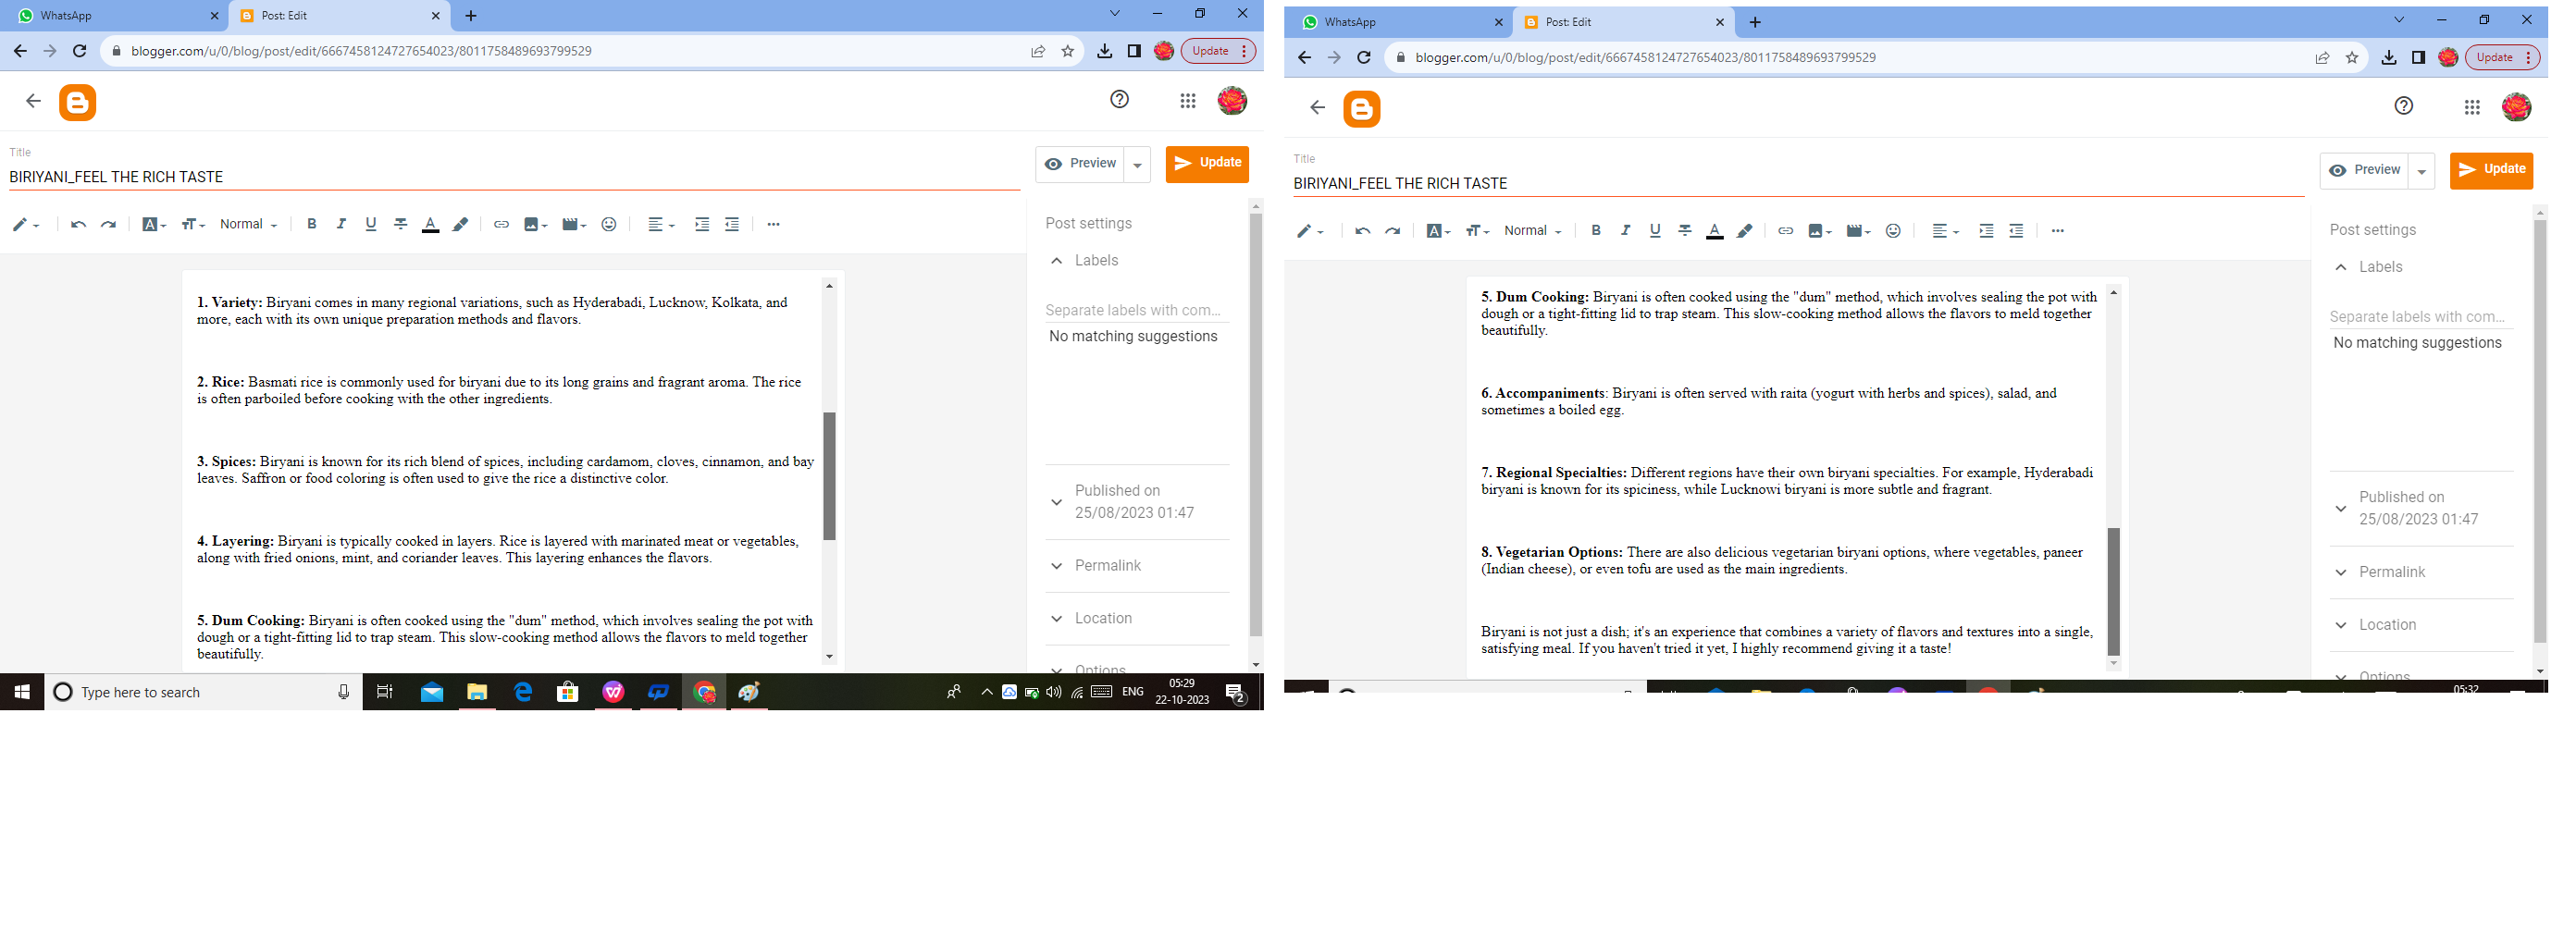 WhatsApp
Post: Edit
blogger.com/u/0/blog/post/edit/6667458124727654023/8011758489693799529
Update
Title
BIRIYANI_FEEL THE RICH TASTE
Preview
Update
Normal
Post settings
Labels
Separate labels with com...
No matching suggestions
1. Variety: Biryani comes in many regional variations, such as Hyderabadi, Lucknow, Kolkata, and
more, each with its own unique preparation methods and flavors.
2. Rice: Basmati rice is commonly used for biryani due to its long grains and fragrant aroma. The rice
is often parboiled before cooking with the other ingredients.
3. Spices: Biryani is known for its rich blend of spices, including cardamom, cloves, cinnamon, and bay
leaves. Saffron or food coloring is often used to give the rice a distinctive color.
4. Layering: Biryani is typically cooked in layers. Rice is layered with marinated meat or vegetables,
along with fried onions, mint, and coriander leaves. This layering enhances the flavors.
5. Dum Cooking: Biryani is often cooked using the "dum" method, which involves sealing the pot with
dough or a tight-fitting lid to trap steam. This slow-cooking method allows the flavors to meld together
beautifully.
Published on
25/08/2023 01:47
Permalink
Location
Options
Type here to search
ENG
05:29
22-10-2023
2
WhatsApp
Post: Edit
blogger.com/u/0/blog/post/edit/6667458124727654023/8011758489693799529
Update
Title
BIRIYANI_FEEL THE RICH TASTE
Preview
Update
Normal
Post settings
Labels
Separate labels with com...
No matching suggestions
5. Dum Cooking: Biryani is often cooked using the "dum" method, which involves sealing the pot with
dough or a tight-fitting lid to trap steam. This slow-cooking method allows the flavors to meld together
beautifully.
6. Accompaniments: Biryani is often served with raita (yogurt with herbs and spices), salad, and
sometimes a boiled egg.
7. Regional Specialties: Different regions have their own biryani specialties. For example, Hyderabadi
biryani is known for its spiciness, while Lucknowi biryani is more subtle and fragrant.
8. Vegetarian Options: There are also delicious vegetarian biryani options, where vegetables, paneer
(Indian cheese), or even tofu are used as the main ingredients.
Biryani is not just a dish; it's an experience that combines a variety of flavors and textures into a single,
satisfying meal. If you haven't tried it yet, I highly recommend giving it a taste!
Published on
25/08/2023 01:47
Permalink
Location
Options
05:32